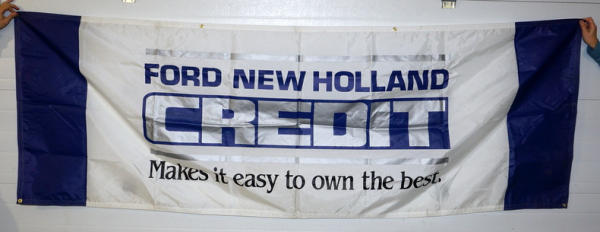 FORD NEW HOLLAND
CREDIT
Makes it easy to own the best.